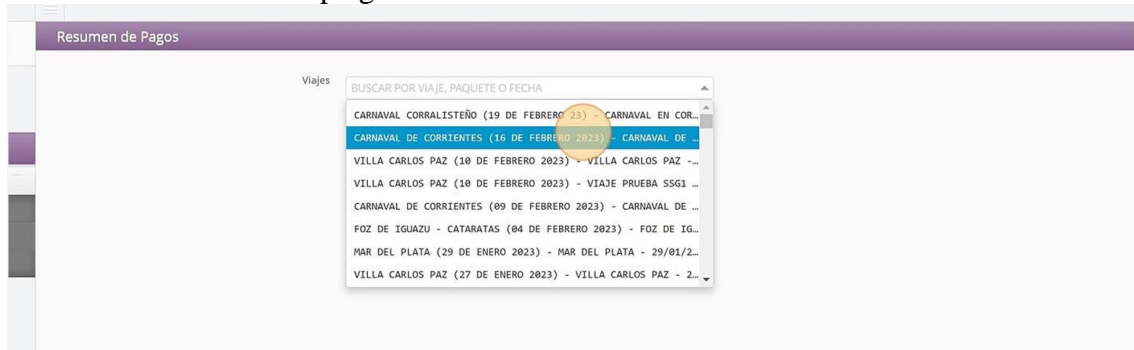 Resumen de Pagos
Viajes
BUSCAR POR VIAJE, PAQUETE O FECHA
CARNAVAL CORRALISTEÑO (19 DE FEBRERO 23) - CARNAVAL EN COR...
CARNAVAL DE CORRIENTES (16 DE FEBRERO 2023) - CARNAVAL DE ...
VILLA CARLOS PAZ (10 DE FEBRERO 2023) - VILLA CARLOS PAZ -...
VILLA CARLOS PAZ (10 DE FEBRERO 2023) - VIAJE PRUEBA SSG1 ...
CARNAVAL DE CORRIENTES (09 DE FEBRERO 2023) - CARNAVAL DE ...
FOZ DE IGUAZU - CATARATAS (04 DE FEBRERO 2023) - FOZ DE IG...
MAR DEL PLATA (29 DE ENERO 2023) - MAR DEL PLATA - 29/01/2...
VILLA CARLOS PAZ (27 DE ENERO 2023) - VILLA CARLOS PAZ - 2...